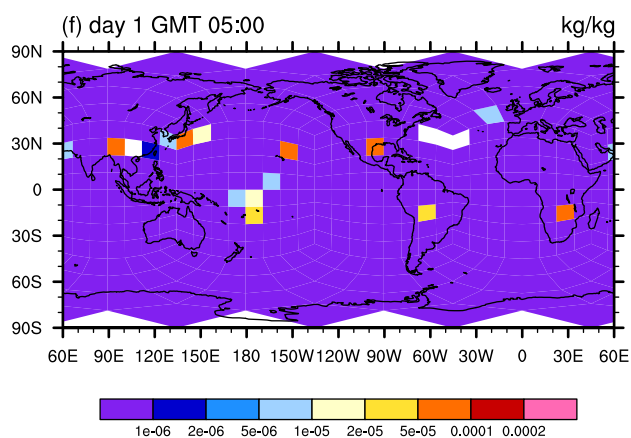 (f) day 1 GMT 05:00 kg/kg
90N
60N
30N
0
30S
60S
90S
60E 90E 120E 150E 180 150W 120W 90W 60W 30W 0 30E 60E
1e-06 2e-06 5e-06 1e-05 2e-05 5e-05 0.0001 0.0002